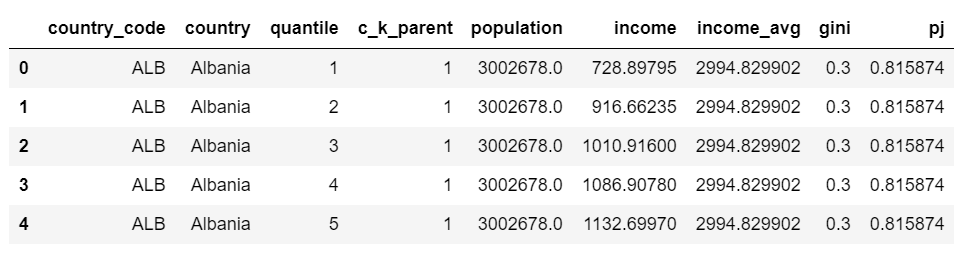 country_code country quantile c_k_parent population income income_avg gini pj
0 ALB Albania 1 1 3002678.0 728.89795 2994.829902 0.3 0.815874
1 ALB Albania 2 1 3002678.0 916.66235 2994.829902 0.3 0.815874
2 ALB Albania 3 1 3002678.0 1010.91600 2994.829902 0.3 0.815874
3 ALB Albania 4 1 3002678.0 1086.90780 2994.829902 0.3 0.815874
4 ALB Albania 5 1 3002678.0 1132.69970 2994.829902 0.3 0.815874